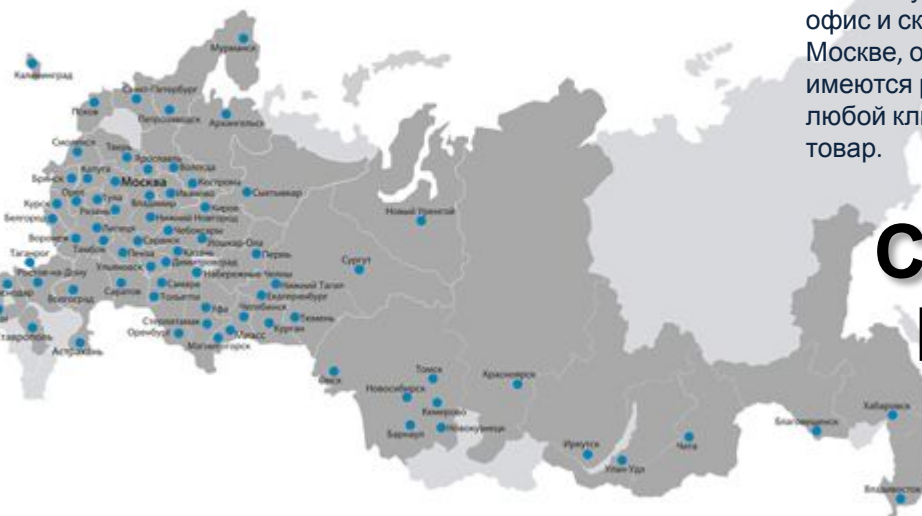 офис и ск
Москве, о
имеются р
любой кли
товар.
С
Мурманск
Калининград
Санкт-Петербург
Псков
Петрозаводск
Архангельск
Смоленск
Тверь
Ярославль
Вологда
Калуга
Брянск
Москва
Кострома
Сыктывкар
Орел
Тула
Владимир
Иваново
Курск
Рязань
Киров
Новый Уренгой
Белгород
Нижний Новгород
Липецк
Чебоксары
Воронеж
Тамбов
Саранск
Йошкар-Ола
Таганрог
Пенза
Казань
Пермь
Сургут
Ростов-на-Дону
Ульяновск
Димитровград
Набережные Челны
снодар
Волгоград
Саратов
Самара
Нижний Тагил
Тольятти
Екатеринбург
Уфа
Челябинск
Тюмень
таврополь
Стерлитамак
Оренбург
Миасс
Курган
Астрахань
Магнитогорск
Омск
Томск
Красноярск
Новосибирск
Кемерово
Барнаул
Новокузнецк
Иркутск
Улан-Удэ
Чита
Благовещенск
Хабаровск
Владивосток